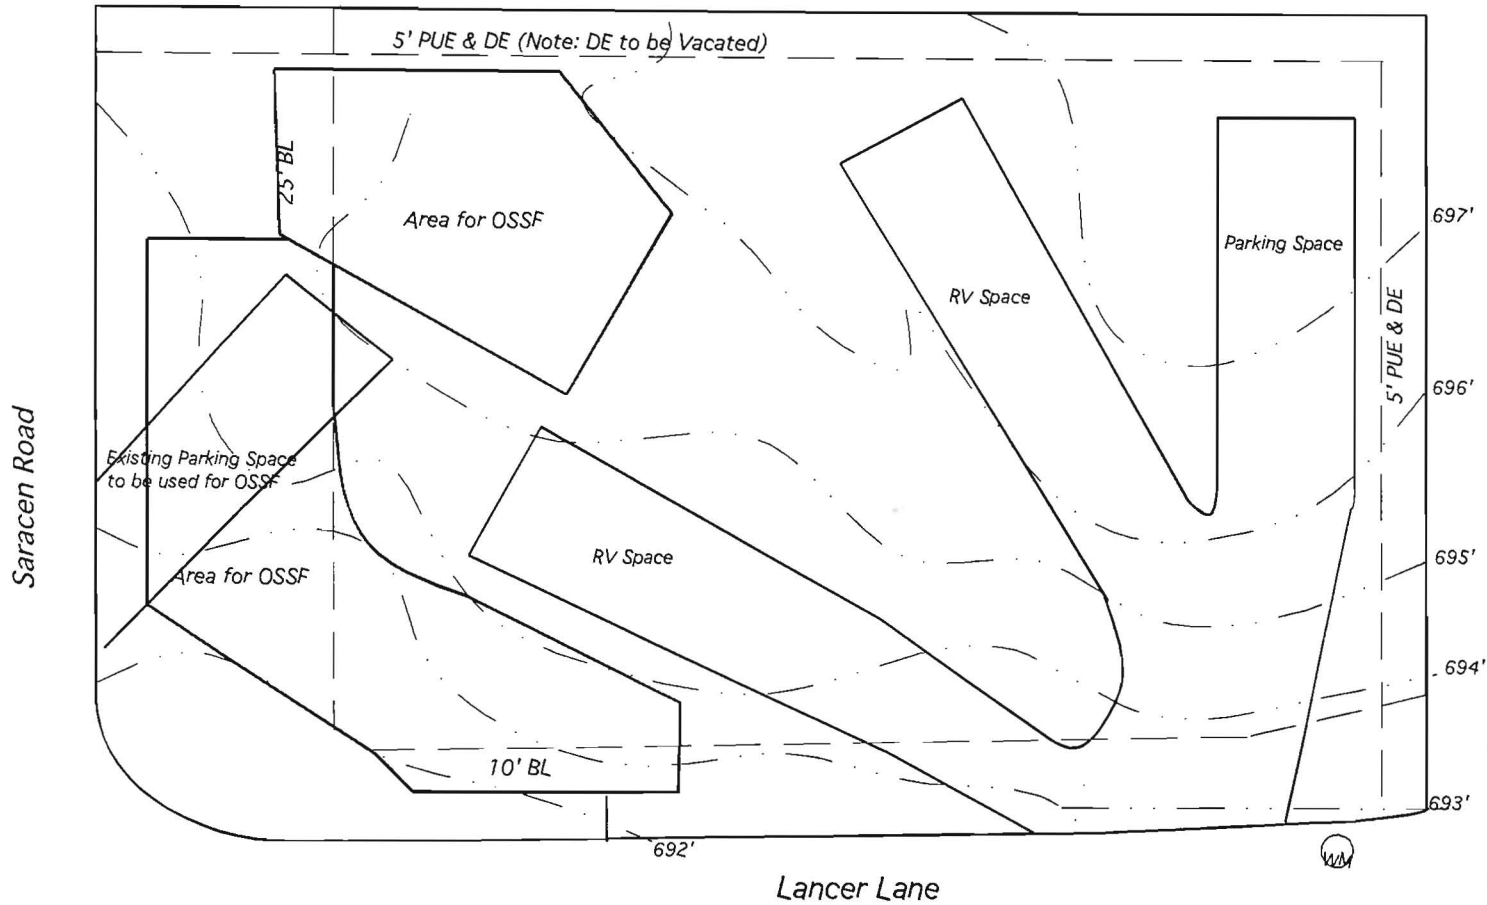 5' PUE & DE (Note: DE to be Vacated)
25' BL
Area for OSSF
697'
Parking Space
RV Space
5' PUE & DE
696'
Saracen Road
Existing Parking Space
to be used for OSSF
RV Space
695'
Area for OSSF
694'
10' BL
693'
692'
WM
Lancer Lane